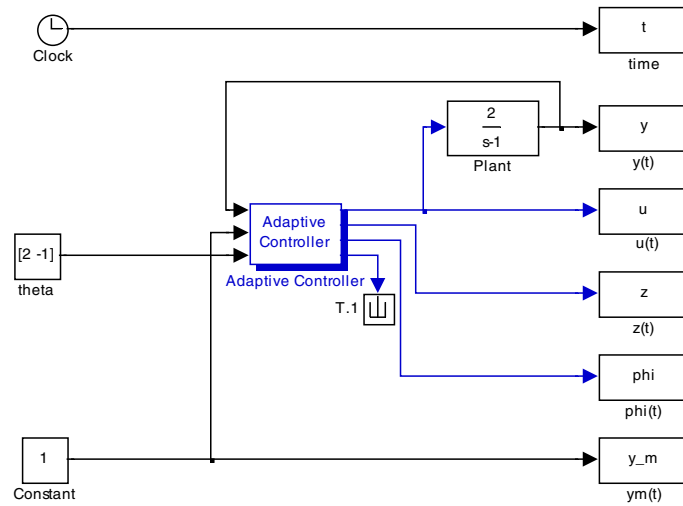 t
Clock
time
2
s-1
y
Plant
y(t)
Adaptive
Controller
u
u(t)
[2 -1]
theta
Adaptive Controller
z
T.1
z(t)
phi
phi(t)
1
y_m
Constant
ym(t)